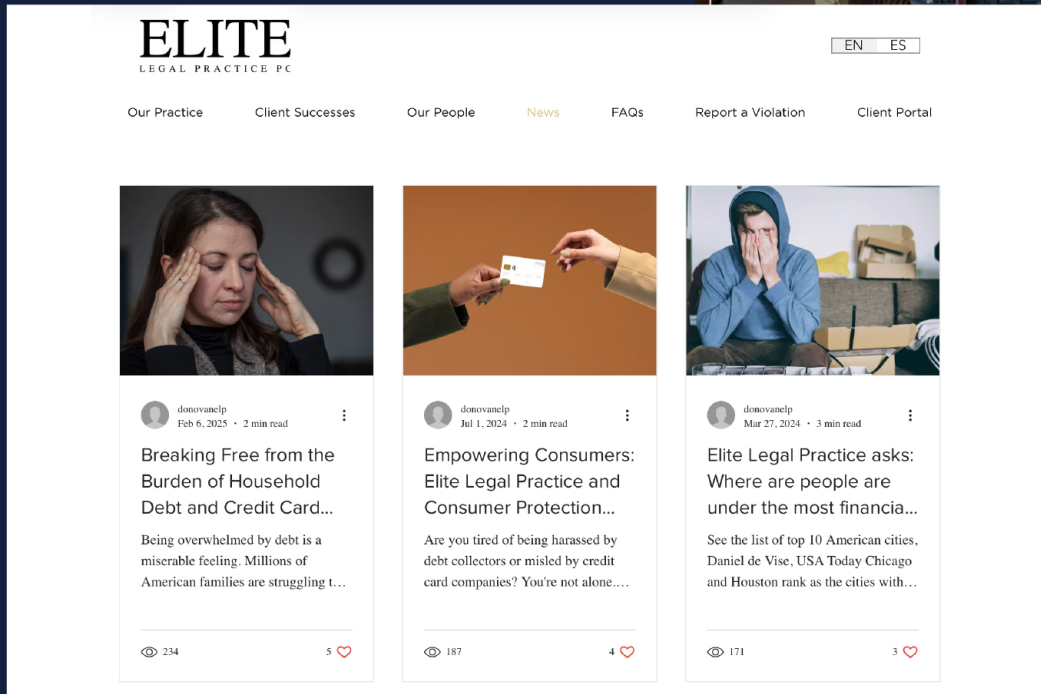 ELITE
LEGAL PRACTICE PC
EN ES
Our Practice Client Successes Our People News FAQs Report a Violation Client Portal
donovanelp
Feb 6, 2025 • 2 min read
Breaking Free from the
Burden of Household
Debt and Credit Card...
Being overwhelmed by debt is a
miserable feeling. Millions of
American families are struggling t...
234 5
donovanelp
Jul 1, 2024 • 2 min read
Empowering Consumers:
Elite Legal Practice and
Consumer Protection...
Are you tired of being harassed by
debt collectors or misled by credit
card companies? You're not alone....
187 4
donovanelp
Mar 27, 2024 • 3 min read
Elite Legal Practice asks:
Where are people are
under the most financia...
See the list of top 10 American cities,
Daniel de Vise, USA Today Chicago
and Houston rank as the cities with...
171 3